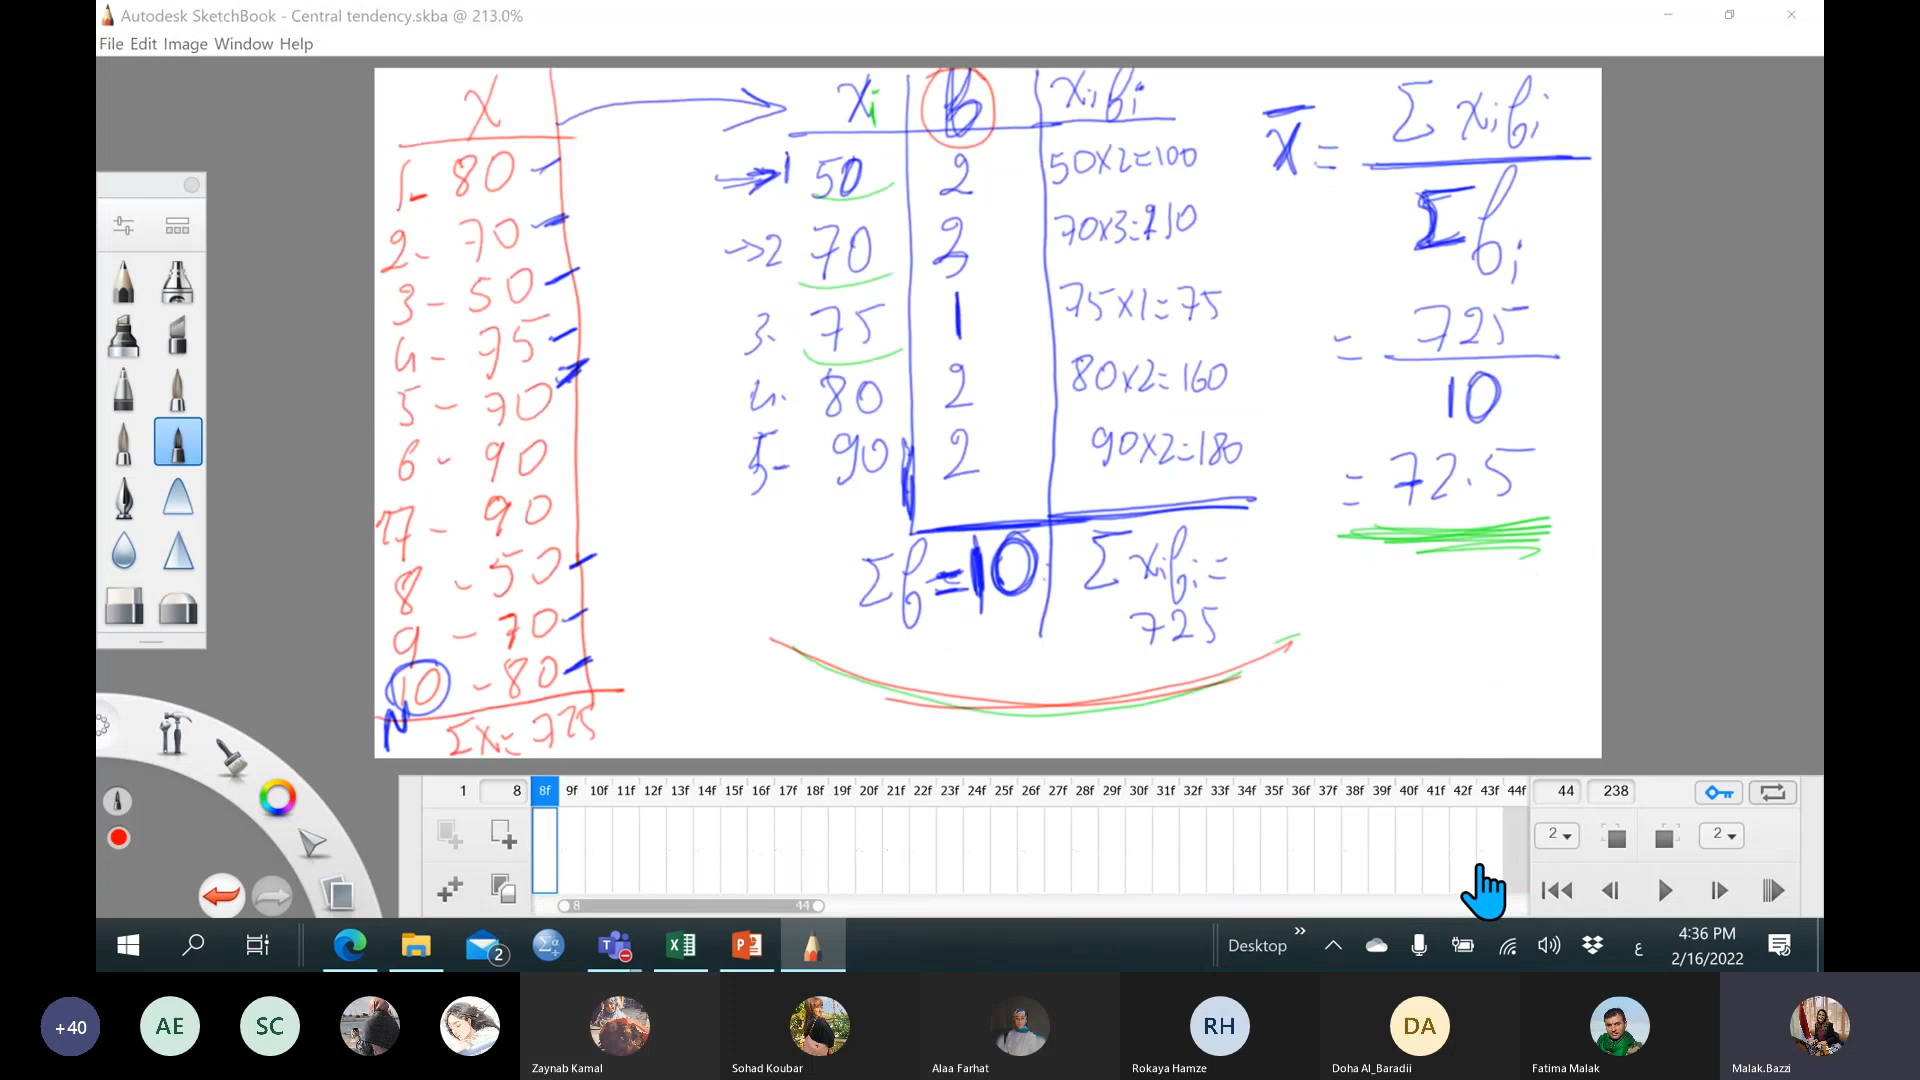 Autodesk SketchBook - Central tendency.skba @ 213.0%
File Edit Image Window Help
X
1- 80
2- 70
3 - 50
4- 75
5 - 70
6 - 90
7 - 90
8 - 50
9 - 70
10 - 80
N
Σx= 725
xi f xi fi
1 50 2 50x2=100
2 70 3 70x3=210
3. 75 1 75x1=75
4. 80 2 80x2=160
5- 90 2 90x2=180
Σf=10 Σxifi=
725
x̄ = Σxifi
Σfi
= 725
10
= 72.5
1 8 8f 9f 10f 11f 12f 13f 14f 15f 16f 17f 18f 19f 20f 21f 22f 23f 24f 25f 26f 27f 28f 29f 30f 31f 32f 33f 34f 35f 36f 37f 38f 39f 40f 41f 42f 43f 44f 44 238
2 2
8 44
2 Desktop ع 4:36 PM
2/16/2022
+40 AE SC RH DA
Zaynab Kamal Sohad Koubar Alaa Farhat Rokaya Hamze Doha Al_Baradii Fatima Malak Malak.Bazzi